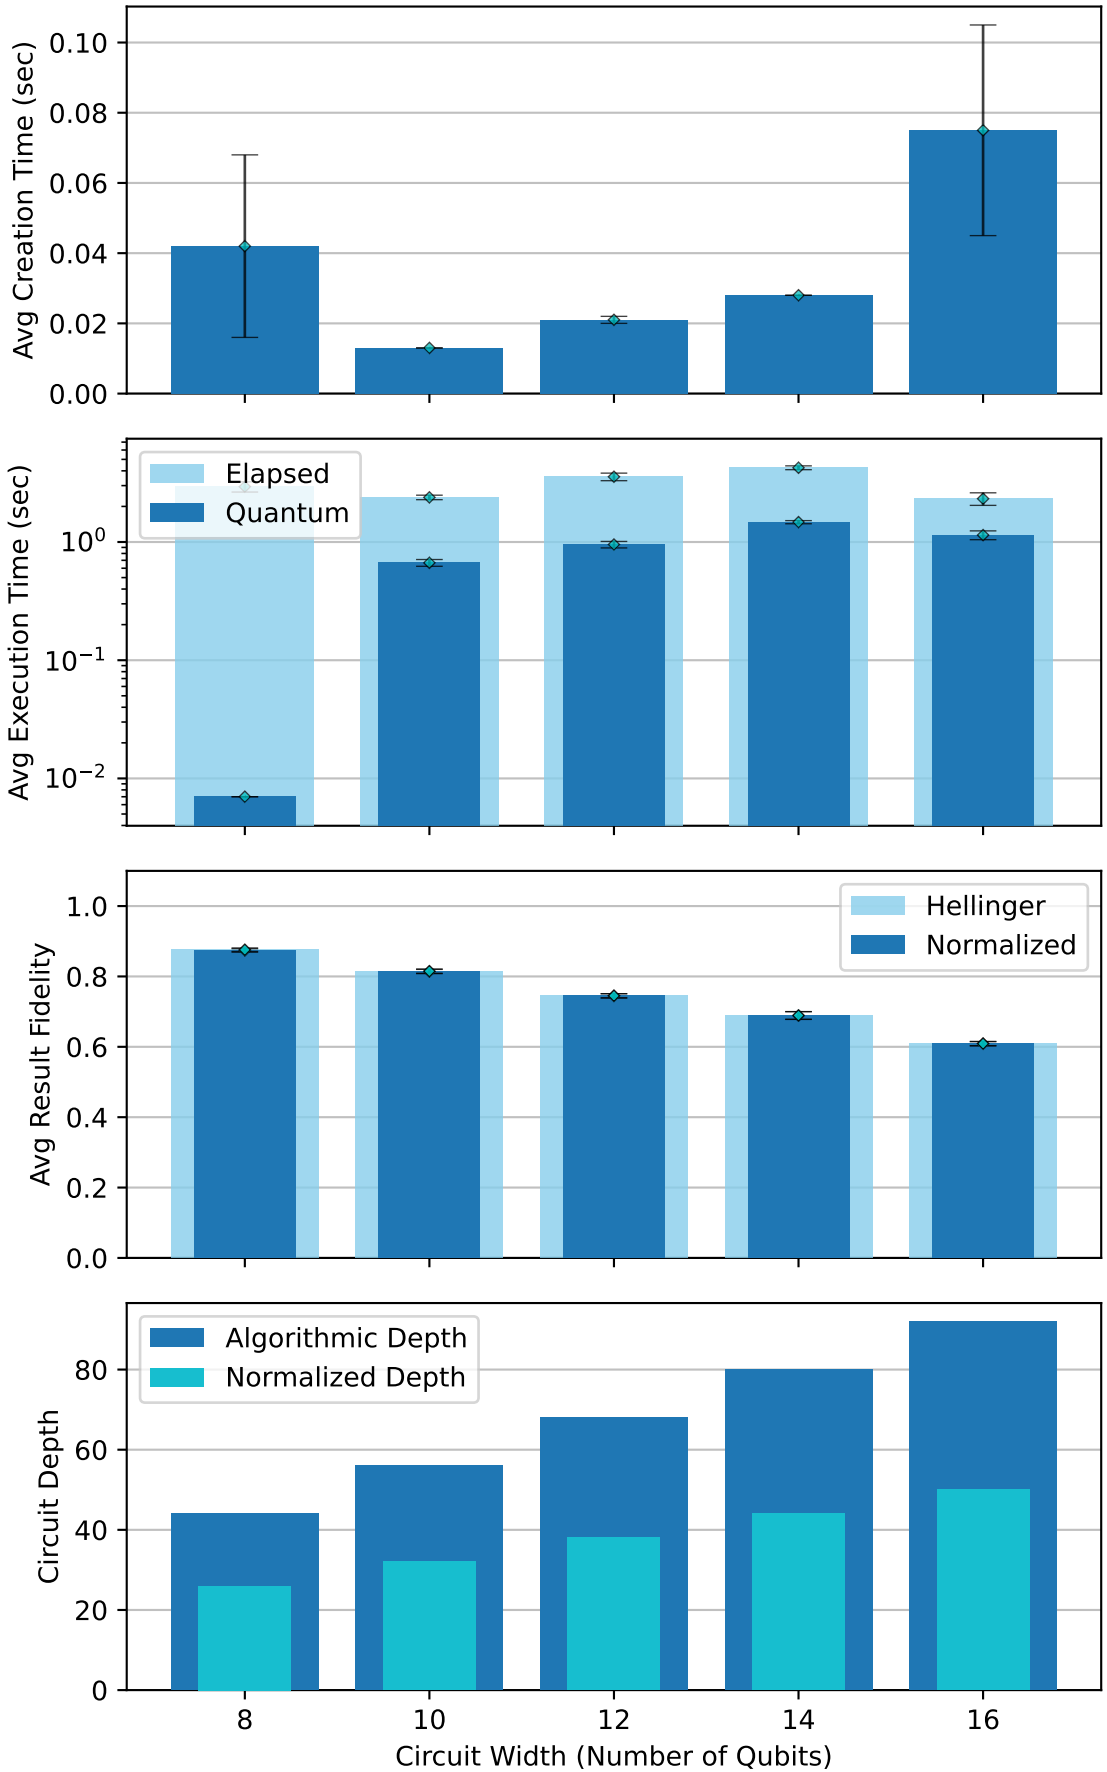 Avg Creation Time (sec)
0.10
0.08
0.06
0.04
0.02
0.00
Avg Execution Time (sec)
10⁰
10⁻¹
10⁻²
Elapsed
Quantum
Avg Result Fidelity
1.0
0.8
0.6
0.4
0.2
0.0
Hellinger
Normalized
Circuit Depth
80
60
40
20
0
Algorithmic Depth
Normalized Depth
8 10 12 14 16
Circuit Width (Number of Qubits)